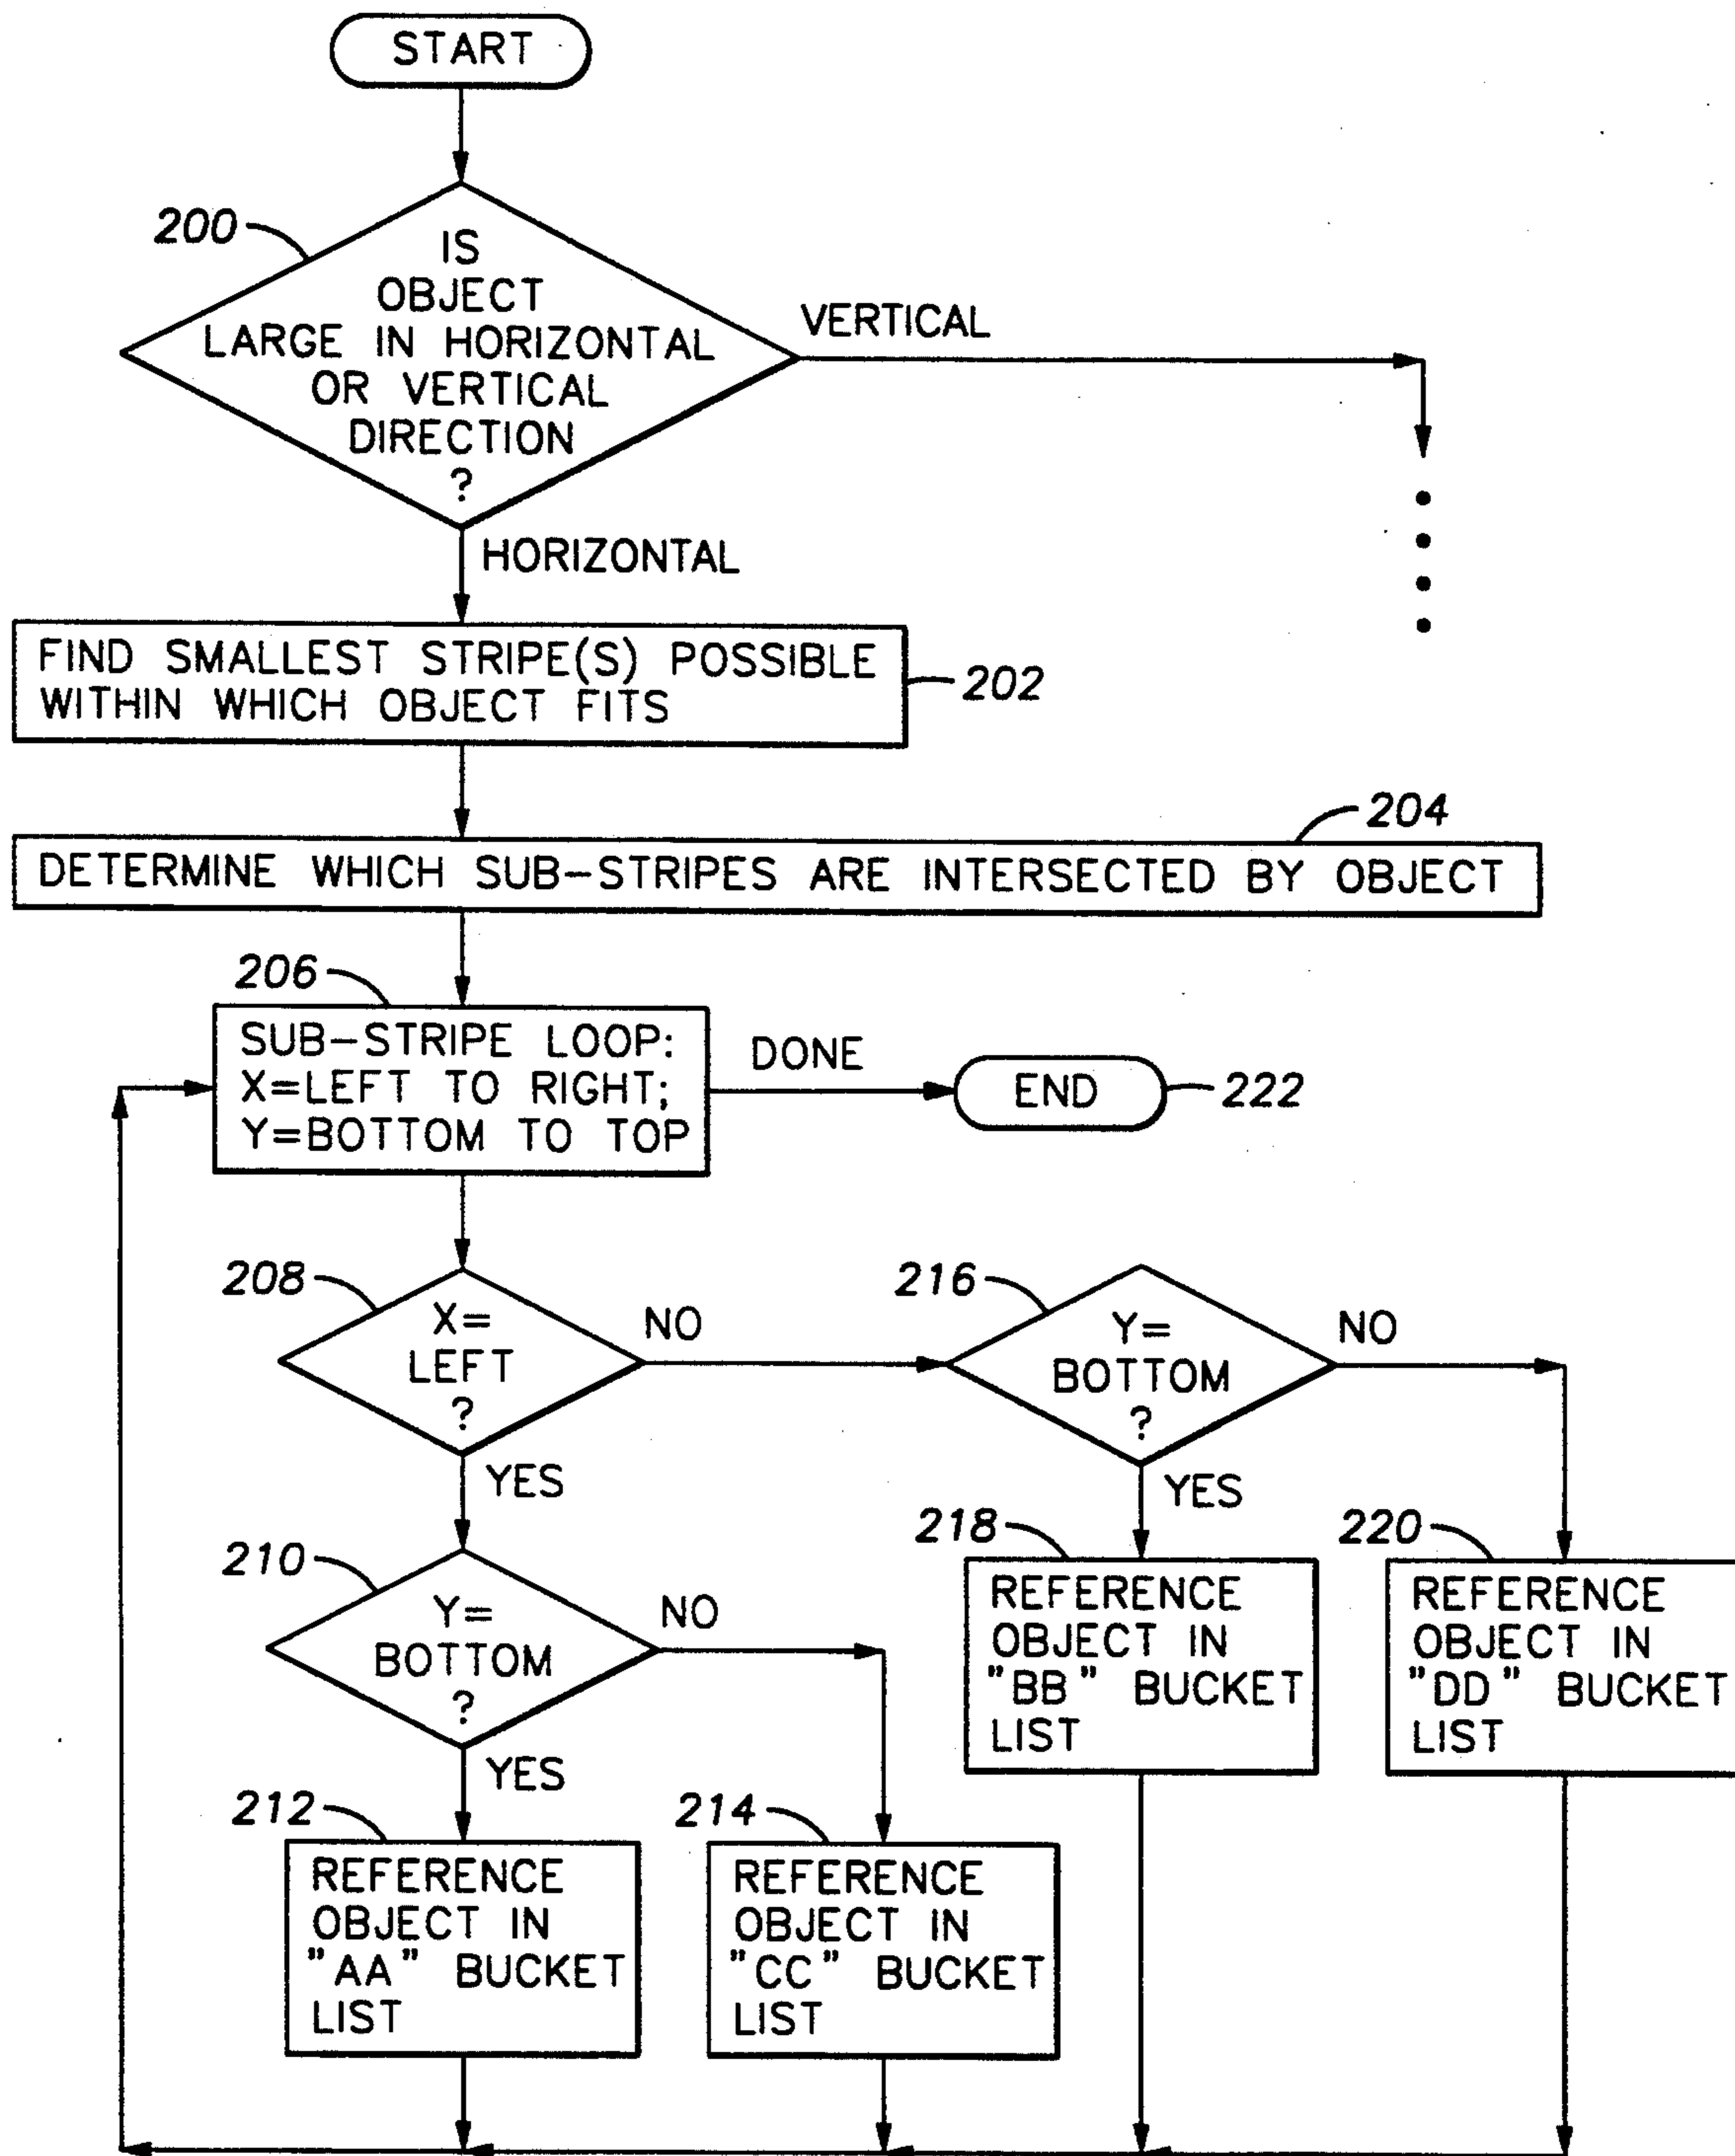 START
200
IS
OBJECT
LARGE IN HORIZONTAL
OR VERTICAL
DIRECTION
?
VERTICAL
HORIZONTAL
FIND SMALLEST STRIPE(S) POSSIBLE
WITHIN WHICH OBJECT FITS
202
204
DETERMINE WHICH SUB-STRIPES ARE INTERSECTED BY OBJECT
206
SUB-STRIPE LOOP:
X=LEFT TO RIGHT;
Y=BOTTOM TO TOP
DONE
END
222
208
X=
LEFT
?
NO
YES
216
Y=
BOTTOM
?
NO
YES
210
Y=
BOTTOM
?
NO
YES
218
REFERENCE
OBJECT IN
"BB" BUCKET
LIST
220
REFERENCE
OBJECT IN
"DD" BUCKET
LIST
212
REFERENCE
OBJECT IN
"AA" BUCKET
LIST
214
REFERENCE
OBJECT IN
"CC" BUCKET
LIST